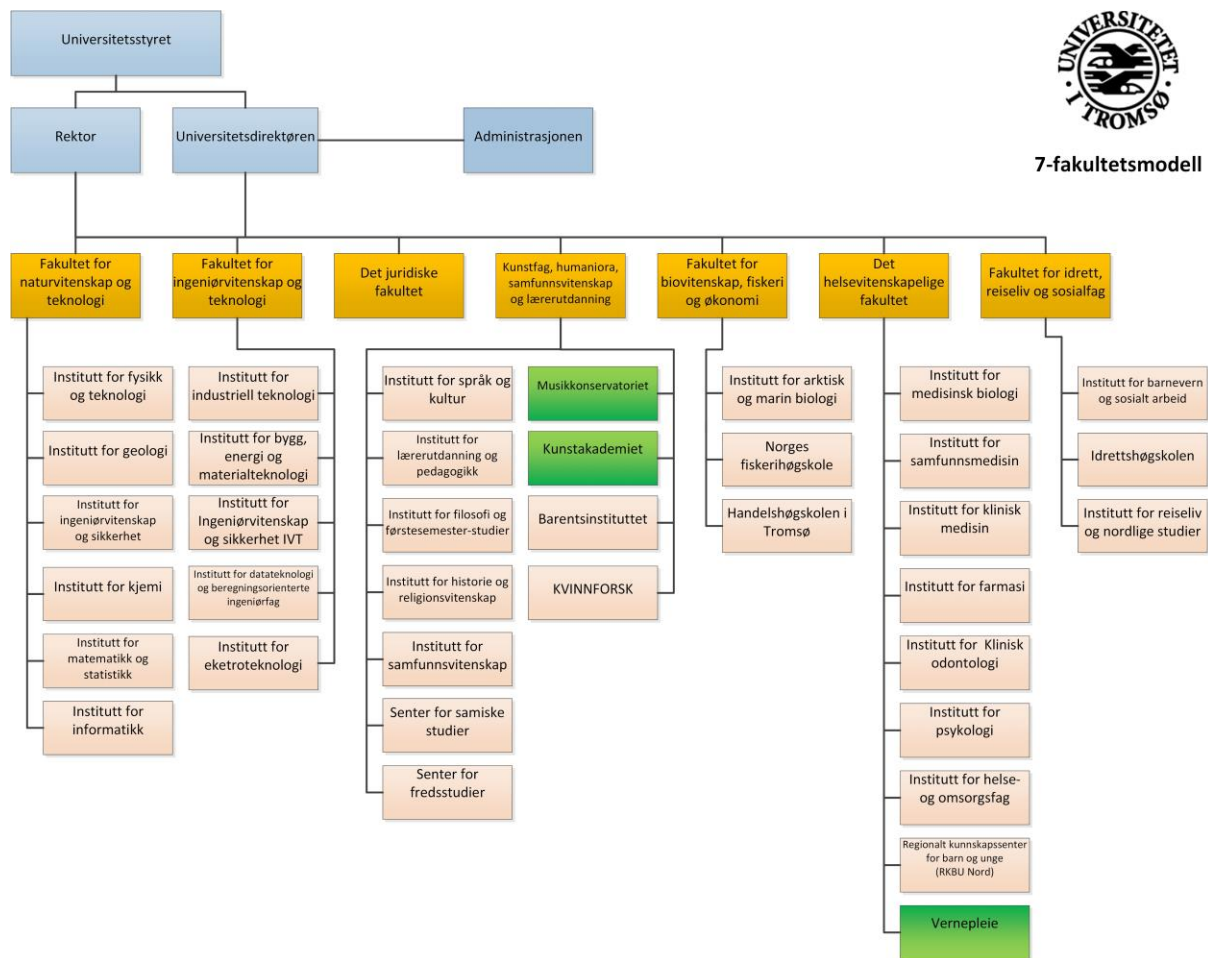 Universitetsstyret
UNIVERSITETET
I TROMSØ
7-fakultetsmodell
Rektor
Universitetsdirektøren
Administrasjonen
Fakultet for
naturvitenskap og
teknologi
Fakultet for
ingeniørvitenskap og
teknologi
Det juridiske
fakultet
Kunstfag, humaniora,
samfunnsvitenskap
og lærerutdanning
Fakultet for
biovitenskap, fiskeri
og økonomi
Det
helsevitenskapelige
fakultet
Fakultet for idrett,
reiseliv og sosialfag
Institutt for fysikk
og teknologi
Institutt for geologi
Institutt for
ingeniørvitenskap
og sikkerhet
Institutt for kjemi
Institutt for
matematikk og
statistikk
Institutt for
informatikk
Institutt for
industriell teknologi
Institutt for bygg,
energi og
materialteknologi
Institutt for
Ingeniørvitenskap
og sikkerhet IVT
Institutt for datateknologi
og beregningsorienterte
ingeniørfag
Institutt for
eketroteknologi
Institutt for språk og
kultur
Institutt for
lærerutdanning og
pedagogikk
Institutt for filosofi og
førstesemester-studier
Institutt for historie og
religionsvitenskap
Institutt for
samfunnsvitenskap
Senter for samiske
studier
Senter for
fredsstudier
Musikkonservatoriet
Kunstakademiet
Barentsinstituttet
KVINNFORSK
Institutt for arktisk
og marin biologi
Norges
fiskerihøgskole
Handelshøgskolen i
Tromsø
Institutt for
medisinsk biologi
Institutt for
samfunnsmedisin
Institutt for klinisk
medisin
Institutt for farmasi
Institutt for Klinisk
odontologi
Institutt for
psykologi
Institutt for helse-
og omsorgsfag
Regionalt kunnskapssenter
for barn og unge
(RKBU Nord)
Vernepleie
Institutt for barnevern
og sosialt arbeid
Idrettshøgskolen
Institutt for reiseliv
og nordlige studier